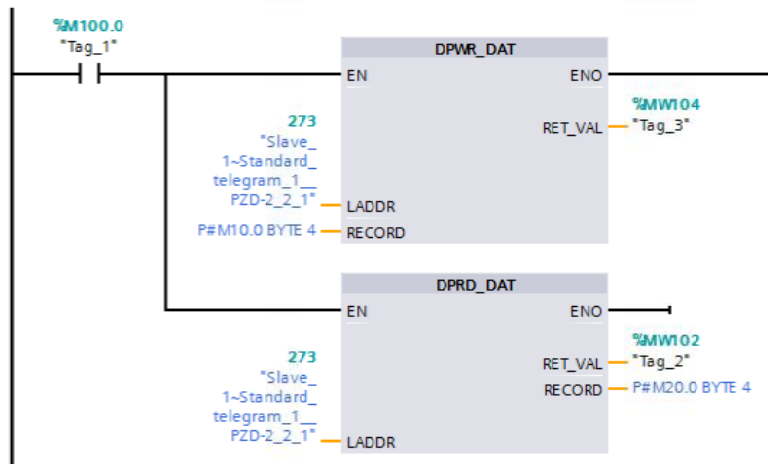 %M100.0
"Tag_1"
DPWR_DAT
EN
ENO
%MW104
RET_VAL
"Tag_3"
273
"Slave_
1~Standard_
telegram_1__
PZD-2_2_1"
LADDR
P#M10.0 BYTE 4
RECORD
DPRD_DAT
EN
ENO
%MW102
RET_VAL
"Tag_2"
RECORD
P#M20.0 BYTE 4
273
"Slave_
1~Standard_
telegram_1__
PZD-2_2_1"
LADDR